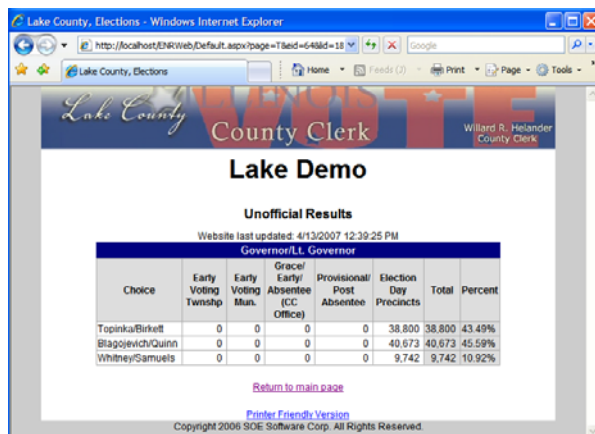 Lake County, Elections - Windows Internet Explorer
http://localhost/ENRWeb/Default.aspx?page=T&eid=64&id=18
Google
Lake County, Elections
Home
Feeds (J)
Print
Page
Tools
ILLINOIS
VOTE
Lake County
County Clerk
Willard R. Helander
County Clerk
Lake Demo
Unofficial Results
Website last updated: 4/13/2007 12:39:25 PM
Governor/Lt. Governor
Choice Early Voting Twnshp Early Voting Mun. Grace/ Early/ Absentee (CC Office) Provisional/ Post Absentee Election Day Precincts Total Percent
Topinka/Birkett 0 0 0 0 38,800 38,800 43.49%
Blagojevich/Quinn 0 0 0 0 40,673 40,673 45.59%
Whitney/Samuels 0 0 0 0 9,742 9,742 10.92%
Return to main page
Printer Friendly Version
Copyright 2006 SOE Software Corp. All Rights Reserved.